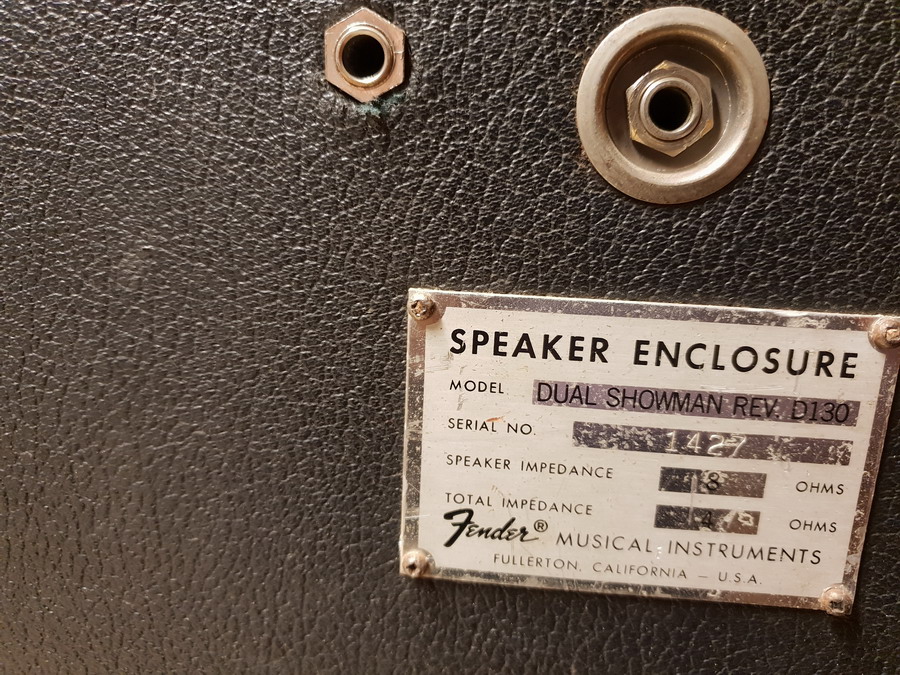 SPEAKER ENCLOSURE
MODEL DUAL SHOWMAN REV. D130
SERIAL NO. 1427
SPEAKER IMPEDANCE 8 OHMS
TOTAL IMPEDANCE 4 OHMS
Fender® MUSICAL INSTRUMENTS
FULLERTON, CALIFORNIA – U.S.A.